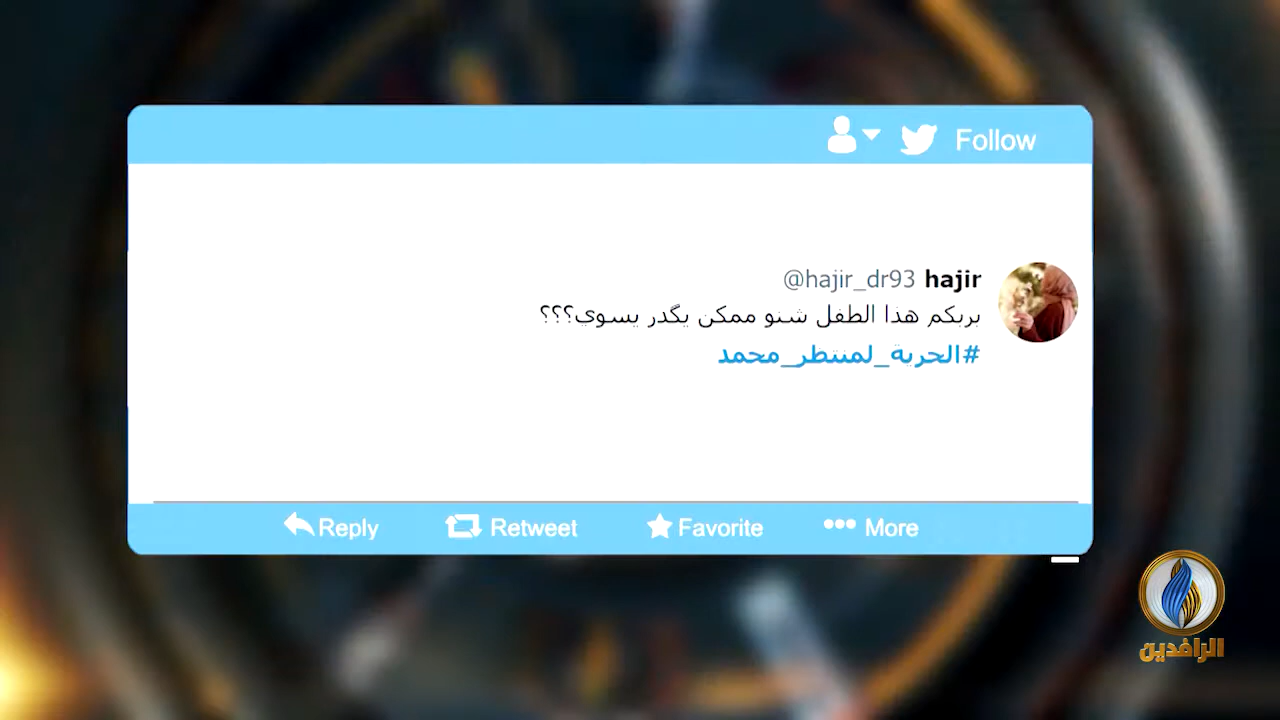 Follow
hajir @hajir_dr93
بربكم هذا الطفل شنو ممكن يگدر يسوي؟؟؟
#الحرية_لمنتظر_محمد
Reply Retweet Favorite More
الرافدين